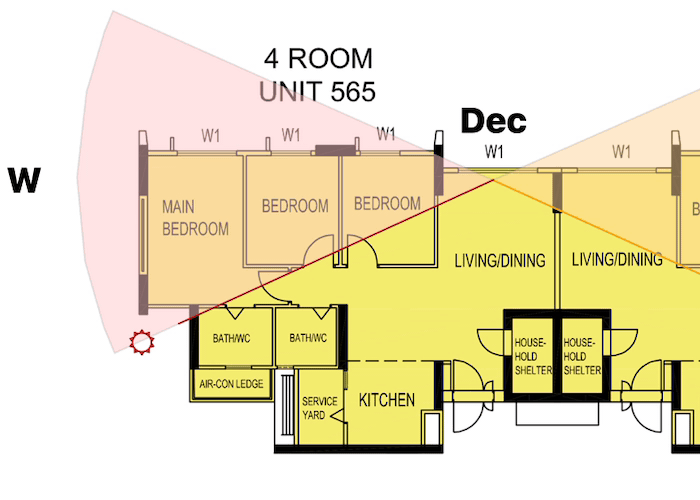 4 ROOM
UNIT 565
Dec
W
W1
W1
W1
W1
W1
MAIN
BEDROOM
BEDROOM
BEDROOM
B
LIVING/DINING
LIVING/DINING
BATH/WC
BATH/WC
HOUSE-
HOLD
SHELTER
HOUSE-
HOLD
SHELTER
AIR-CON LEDGE
SERVICE
YARD
KITCHEN